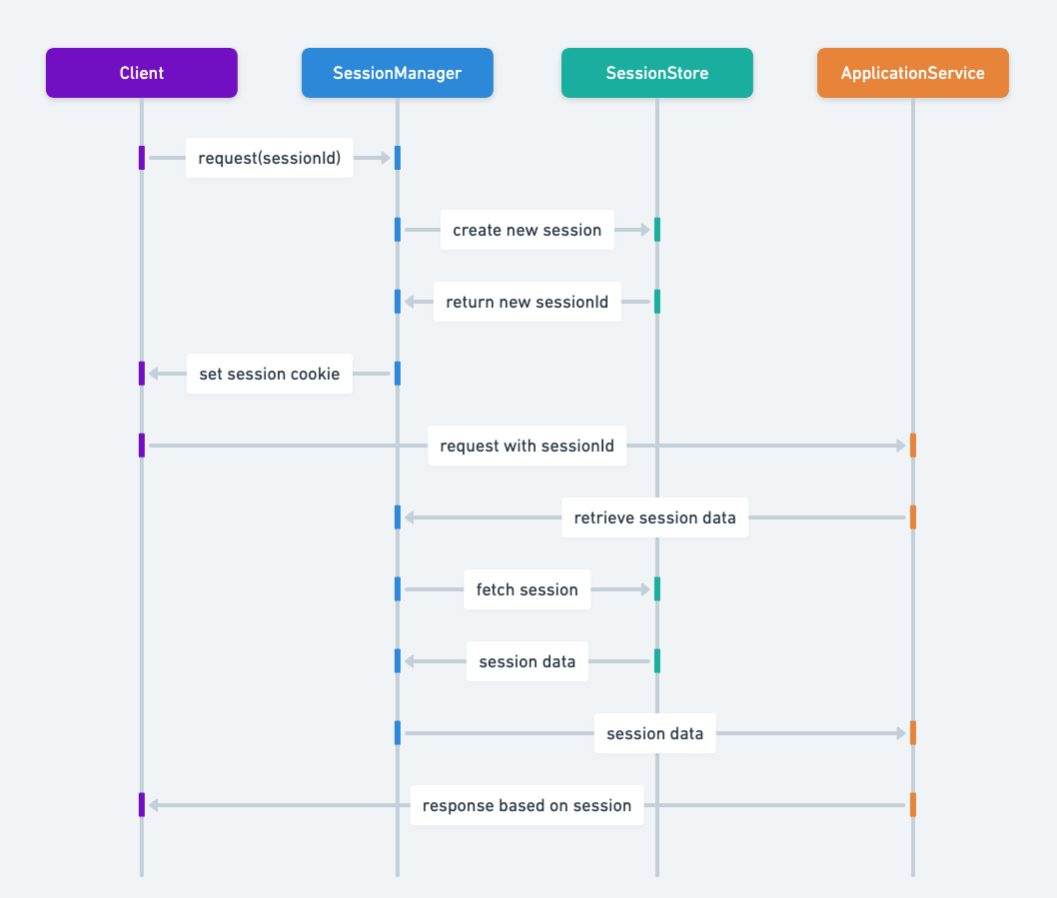 Client
SessionManager
SessionStore
ApplicationService
request(sessionId)
create new session
return new sessionId
set session cookie
request with sessionId
retrieve session data
fetch session
session data
session data
response based on session